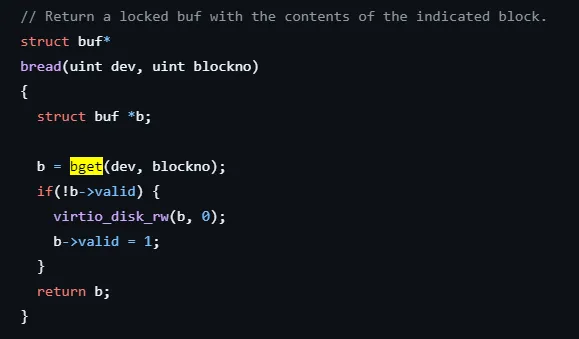 // Return a locked buf with the contents of the indicated block.
struct buf*
bread(uint dev, uint blockno)
{
  struct buf *b;

  b = bget(dev, blockno);
  if(!b->valid) {
    virtio_disk_rw(b, 0);
    b->valid = 1;
  }
  return b;
}